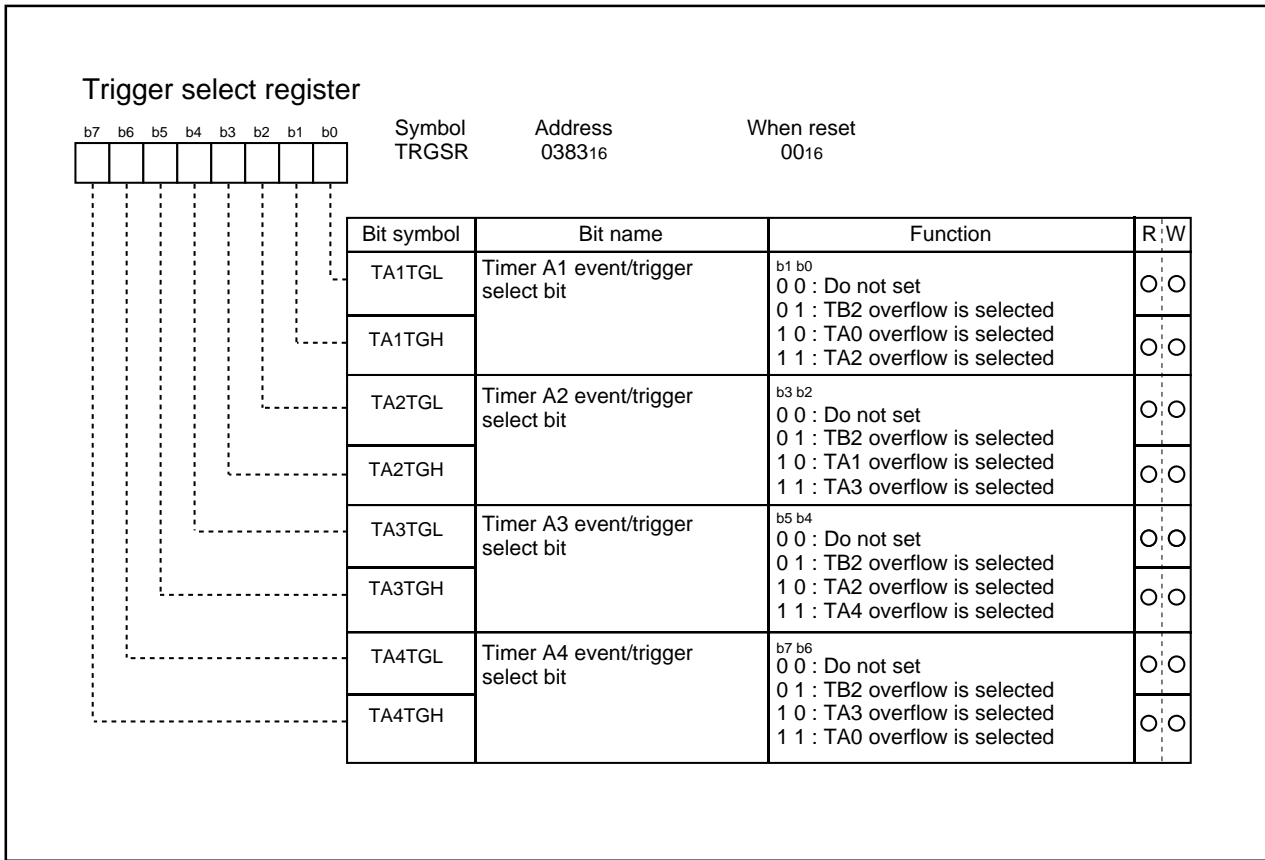 Trigger select register
b7 b6 b5 b4 b3 b2 b1 b0
Symbol Address When reset
TRGSR 038316 0016
Bit symbol Bit name Function R W
TA1TGL Timer A1 event/trigger select bit
b1 b0
0 0 : Do not set
0 1 : TB2 overflow is selected
TA1TGH 1 0 : TA0 overflow is selected
1 1 : TA2 overflow is selected
TA2TGL Timer A2 event/trigger select bit
b3 b2
0 0 : Do not set
0 1 : TB2 overflow is selected
TA2TGH 1 0 : TA1 overflow is selected
1 1 : TA3 overflow is selected
TA3TGL Timer A3 event/trigger select bit
b5 b4
0 0 : Do not set
0 1 : TB2 overflow is selected
TA3TGH 1 0 : TA2 overflow is selected
1 1 : TA4 overflow is selected
TA4TGL Timer A4 event/trigger select bit
b7 b6
0 0 : Do not set
0 1 : TB2 overflow is selected
TA4TGH 1 0 : TA3 overflow is selected
1 1 : TA0 overflow is selected